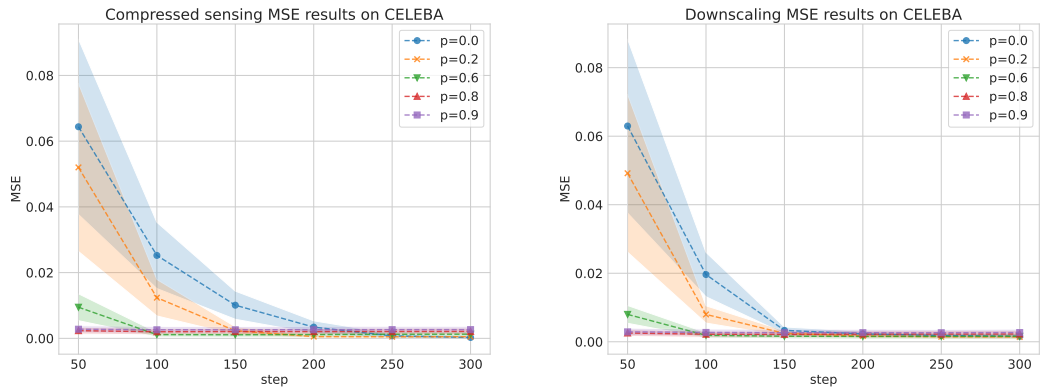 Compressed sensing MSE results on CELEBA
p=0.0
p=0.2
p=0.6
p=0.8
p=0.9
0.08
0.06
0.04
0.02
0.00
MSE
50
100
150
200
250
300
step
Downscaling MSE results on CELEBA
p=0.0
p=0.2
p=0.6
p=0.8
p=0.9
0.08
0.06
0.04
0.02
0.00
MSE
50
100
150
200
250
300
step